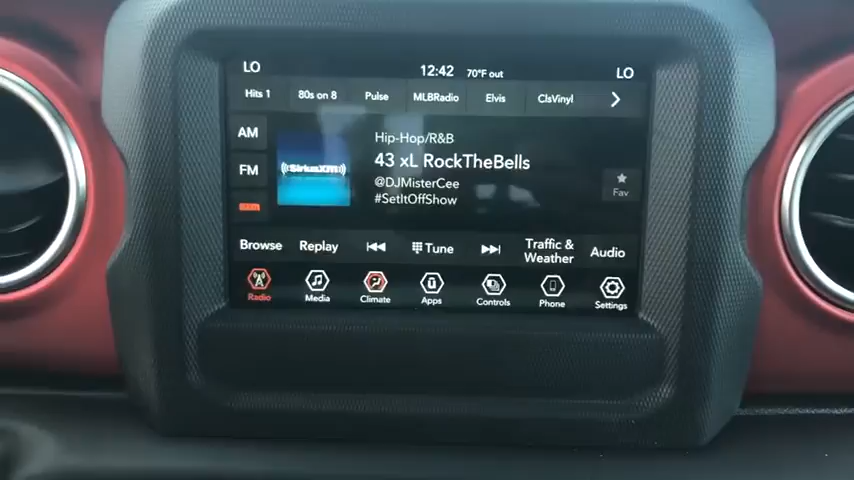 LO 12:42 70°F out LO
Hits 1 80s on 8 Pulse MLBRadio Elvis ClsVinyl
AM
FM
SiriusXM
Hip-Hop/R&B
43 xL RockTheBells
@DJMisterCee
#SetItOffShow
Fav
Browse Replay Tune Traffic & Weather Audio
Radio Media Climate Apps Controls Phone Settings